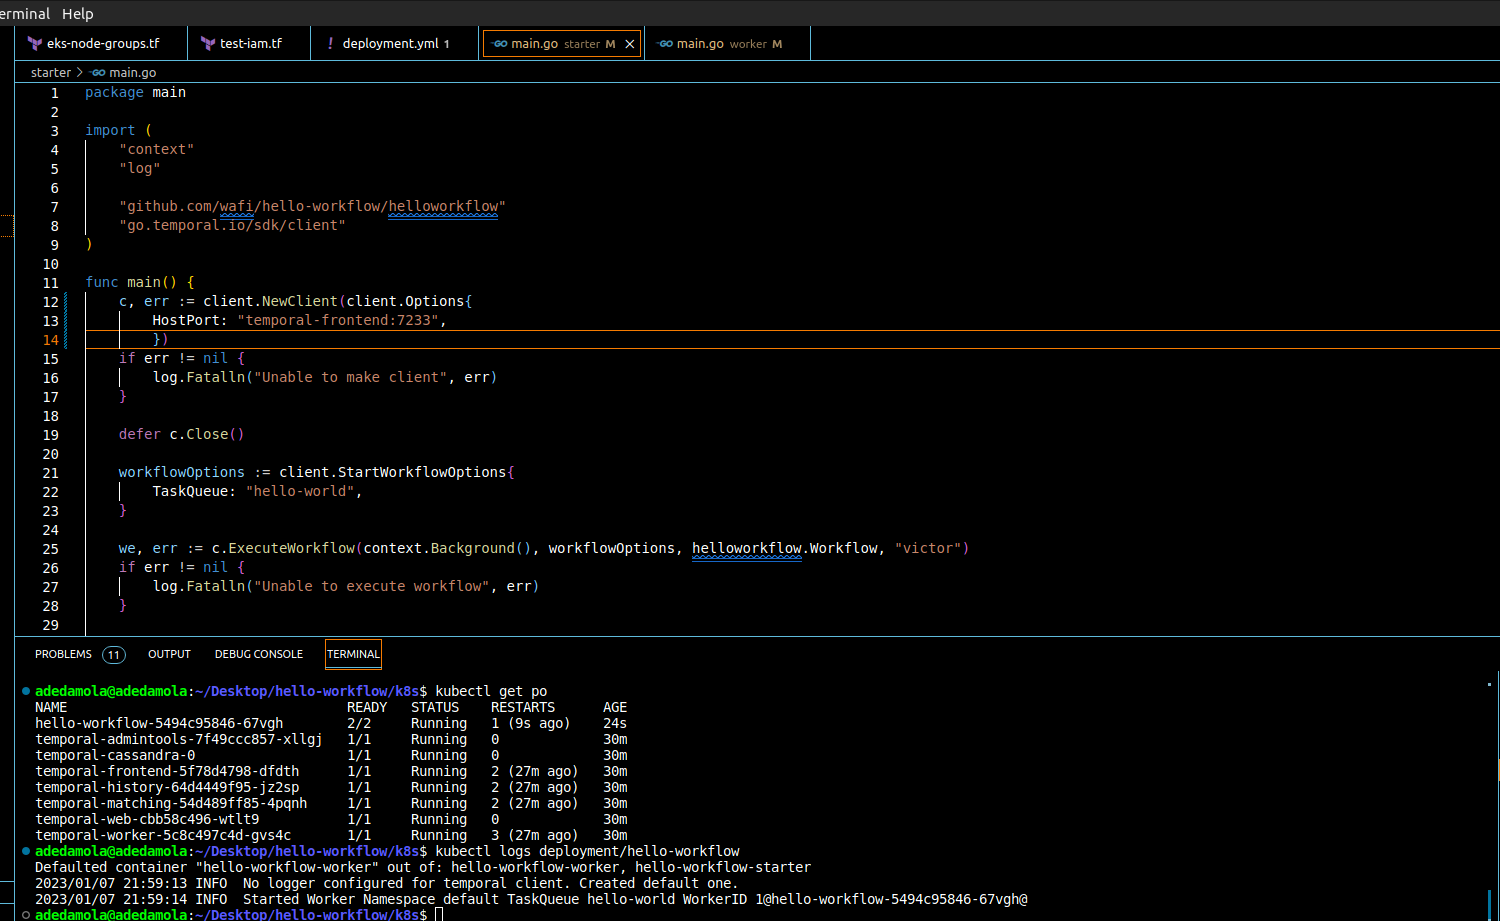 erminal Help
eks-node-groups.tf test-iam.tf ! deployment.yml 1 GO main.go starter M × GO main.go worker M
starter > GO main.go
1 package main
2
3 import (
4 "context"
5 "log"
6
7 "github.com/wafi/hello-workflow/helloworkflow"
8 "go.temporal.io/sdk/client"
9 )
10
11 func main() {
12 c, err := client.NewClient(client.Options{
13 HostPort: "temporal-frontend:7233",
14 })
15 if err != nil {
16 log.Fatalln("Unable to make client", err)
17 }
18
19 defer c.Close()
20
21 workflowOptions := client.StartWorkflowOptions{
22 TaskQueue: "hello-world",
23 }
24
25 we, err := c.ExecuteWorkflow(context.Background(), workflowOptions, helloworkflow.Workflow, "victor")
26 if err != nil {
27 log.Fatalln("Unable to execute workflow", err)
28 }
29
PROBLEMS 11 OUTPUT DEBUG CONSOLE TERMINAL
adedamola@adedamola:~/Desktop/hello-workflow/k8s$ kubectl get po
NAME READY STATUS RESTARTS AGE
hello-workflow-5494c95846-67vgh 2/2 Running 1 (9s ago) 24s
temporal-admintools-7f49ccc857-xllgj 1/1 Running 0 30m
temporal-cassandra-0 1/1 Running 0 30m
temporal-frontend-5f78d4798-dfdth 1/1 Running 2 (27m ago) 30m
temporal-history-64d4449f95-jz2sp 1/1 Running 2 (27m ago) 30m
temporal-matching-54d489ff85-4pqnh 1/1 Running 2 (27m ago) 30m
temporal-web-cbb58c496-wtlt9 1/1 Running 0 30m
temporal-worker-5c8c497c4d-gvs4c 1/1 Running 3 (27m ago) 30m
adedamola@adedamola:~/Desktop/hello-workflow/k8s$ kubectl logs deployment/hello-workflow
Defaulted container "hello-workflow-worker" out of: hello-workflow-worker, hello-workflow-starter
2023/01/07 21:59:13 INFO No logger configured for temporal client. Created default one.
2023/01/07 21:59:14 INFO Started Worker Namespace default TaskQueue hello-world WorkerID 1@hello-workflow-5494c95846-67vgh@
adedamola@adedamola:~/Desktop/hello-workflow/k8s$